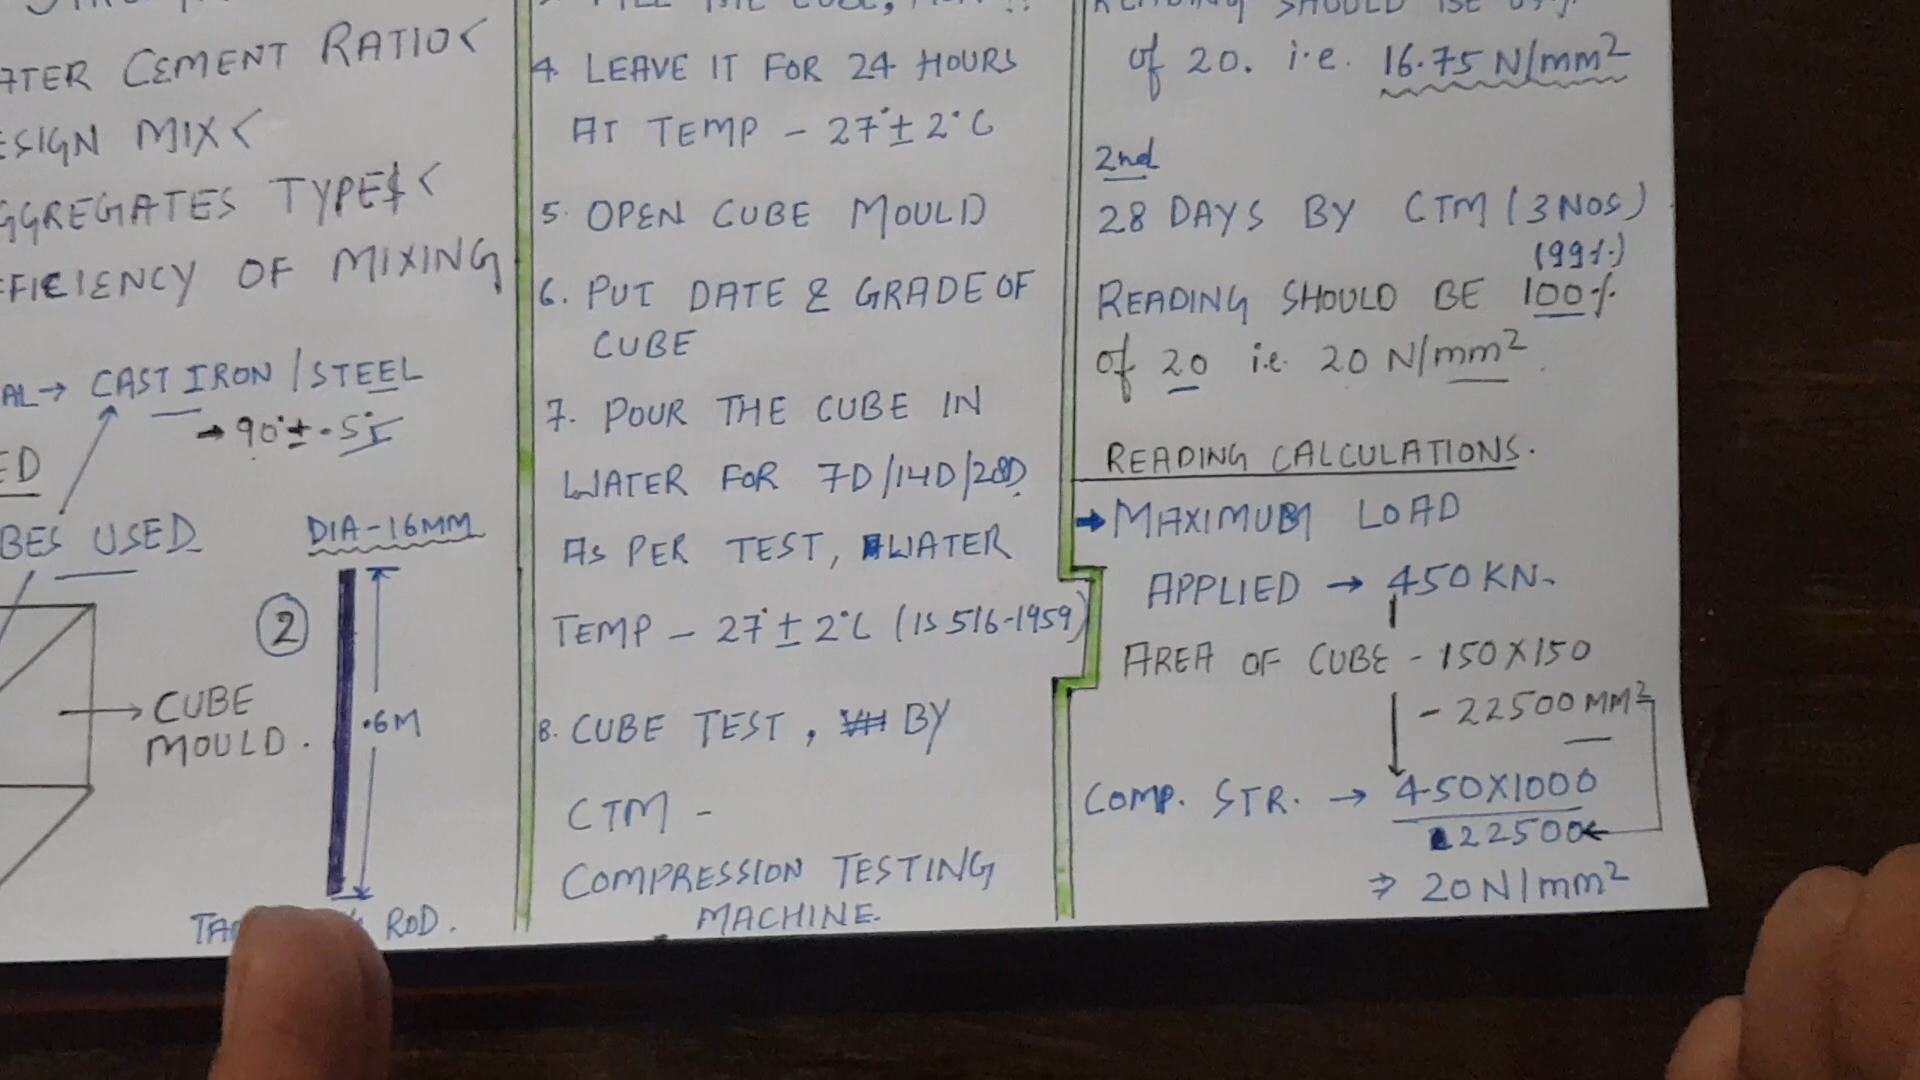 ATER CEMENT RATIO<
ESIGN MIX<
GGREGATES TYPE<
FFICIENCY OF MIXING
AL→ CAST IRON / STEEL
→ 90°± .5
ED
BES USED
DIA-16MM
2
.6M
→ CUBE
MOULD.
ROD.
4. LEAVE IT FOR 24 HOURS
AT TEMP - 27°± 2°C
5. OPEN CUBE MOULD
6. PUT DATE & GRADE OF
CUBE
7. POUR THE CUBE IN
WATER FOR 7D/14D/28D
AS PER TEST, WATER
TEMP - 27°± 2°C (IS 516-1959)
8. CUBE TEST, BY
CTM -
COMPRESSION TESTING
MACHINE.
of 20. i.e. 16.75 N/mm²
2nd
28 DAYS BY CTM (3 NOS)
(99%)
READING SHOULD BE 100%
of 20 i.e. 20 N/mm²
READING CALCULATIONS.
→ MAXIMUM LOAD
APPLIED → 450 KN.
AREA OF CUBE - 150X150
- 22500 MM²
COMP. STR. → 450X1000
22500
⇒ 20 N/mm²